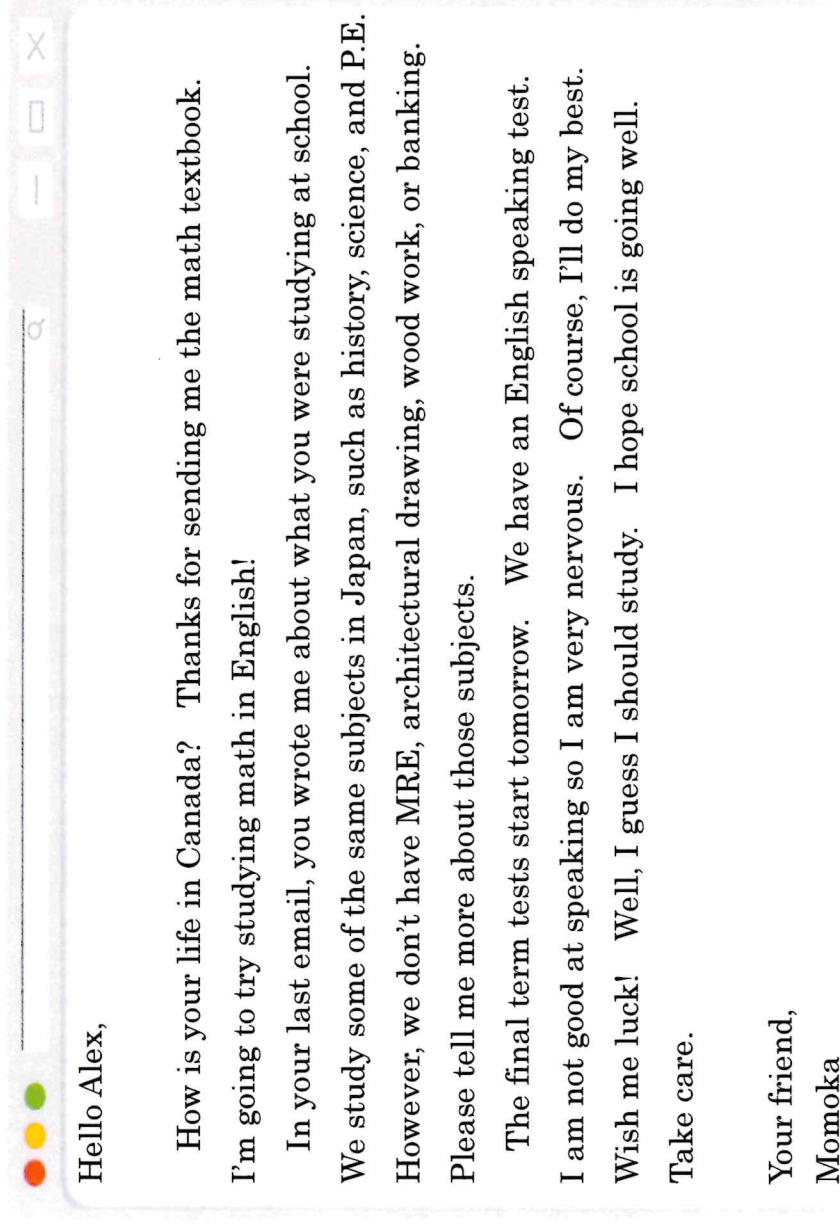 Hello Alex,
How is your life in Canada? Thanks for sending me the math textbook.
I'm going to try studying math in English!
In your last email, you wrote me about what you were studying at school.
We study some of the same subjects in Japan, such as history, science, and P.E.
However, we don't have MRE, architectural drawing, wood work, or banking.
Please tell me more about those subjects.
The final term tests start tomorrow. We have an English speaking test.
I am not good at speaking so I am very nervous. Of course, I'll do my best.
Wish me luck! Well, I guess I should study. I hope school is going well.
Take care.
Your friend,
Momoka